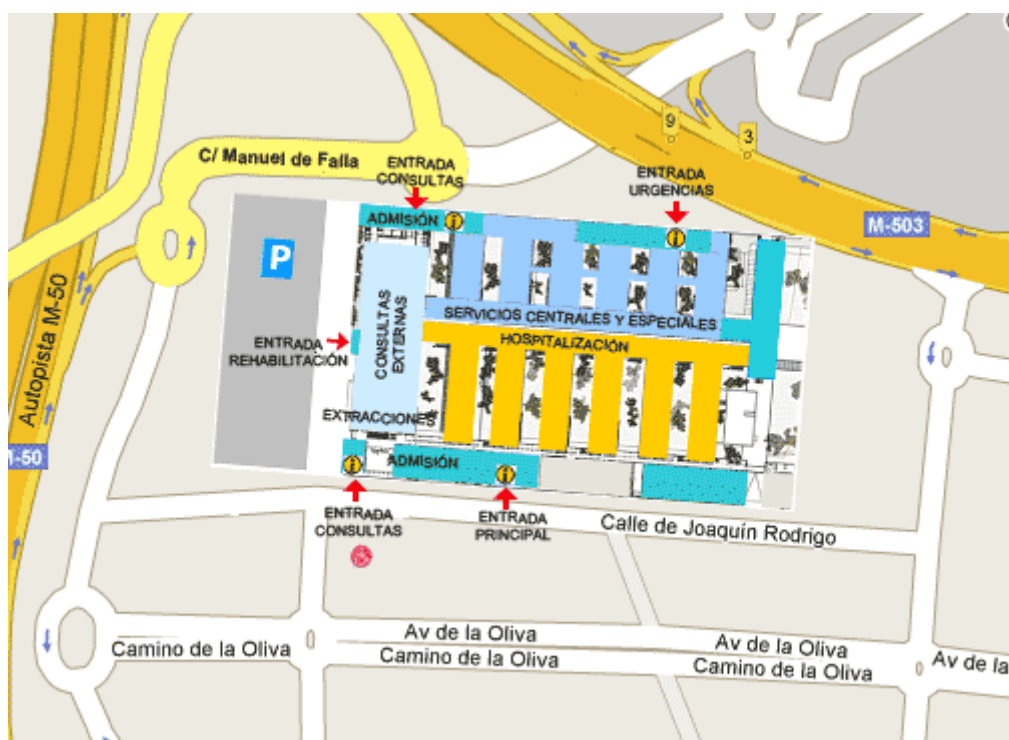 9
3
C/ Manuel de Falla
ENTRADA
CONSULTAS
ENTRADA
URGENCIAS
ADMISIÓN
i
i
M-503
P
Autopista M-50
SERVICIOS CENTRALES Y ESPECIALES
CONSULTAS
EXTERNAS
HOSPITALIZACIÓN
ENTRADA
REHABILITACIÓN
EXTRACCIONES
ADMISIÓN
i
i
ENTRADA
CONSULTAS
ENTRADA
PRINCIPAL
Calle de Joaquín Rodrigo
Camino de la Oliva
Av de la Oliva
Camino de la Oliva
Av de la Oliva
Camino de la Oliva
Av de la